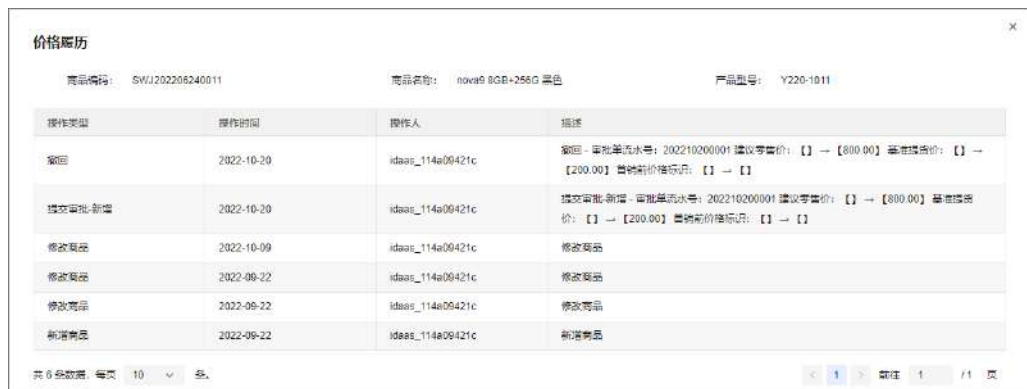 价格履历
商品编码： SWJ202206240011 商品名称： nova9 8GB+256G 黑色 产品型号： Y220-1011
操作类型 操作时间 操作人 描述
撤回 2022-10-20 idaas_114a09421c 撤回 - 审批单流水号：202210200001 建议零售价：【】 → 【800.00】 基准提货价：【】 →
【200.00】 首销前价格标识：【】 → 【】
提交审批-新增 2022-10-20 idaas_114a09421c 提交审批-新增 - 审批单流水号：202210200001 建议零售价：【】 → 【800.00】 基准提货
价：【】 → 【200.00】 首销前价格标识：【】 → 【】
修改商品 2022-10-09 idaas_114a09421c 修改商品
修改商品 2022-09-22 idaas_114a09421c 修改商品
修改商品 2022-09-22 idaas_114a09421c 修改商品
新增商品 2022-09-22 idaas_114a09421c 新增商品
共 6 条数据，每页 10 条。 < 1 > 前往 1 /1 页